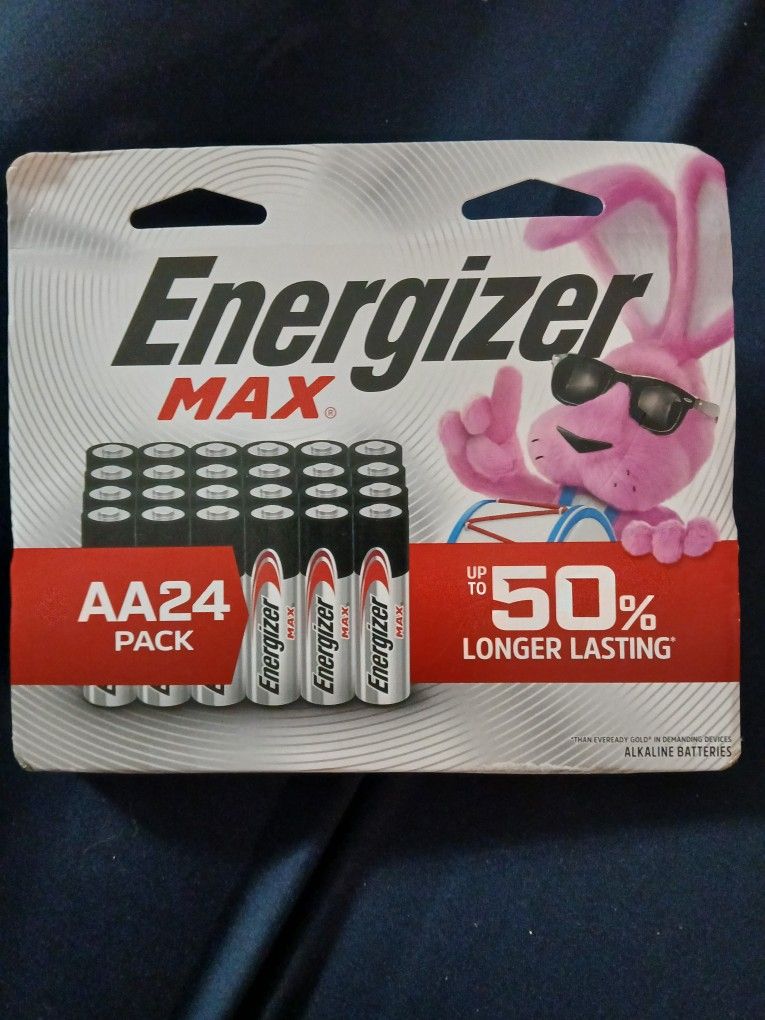 Energizer
MAX®
AA24
PACK
UP
TO
50%
LONGER LASTING*
Energizer MAX
Energizer MAX
Energizer MAX
*THAN EVEREADY GOLD® IN DEMANDING DEVICES
ALKALINE BATTERIES